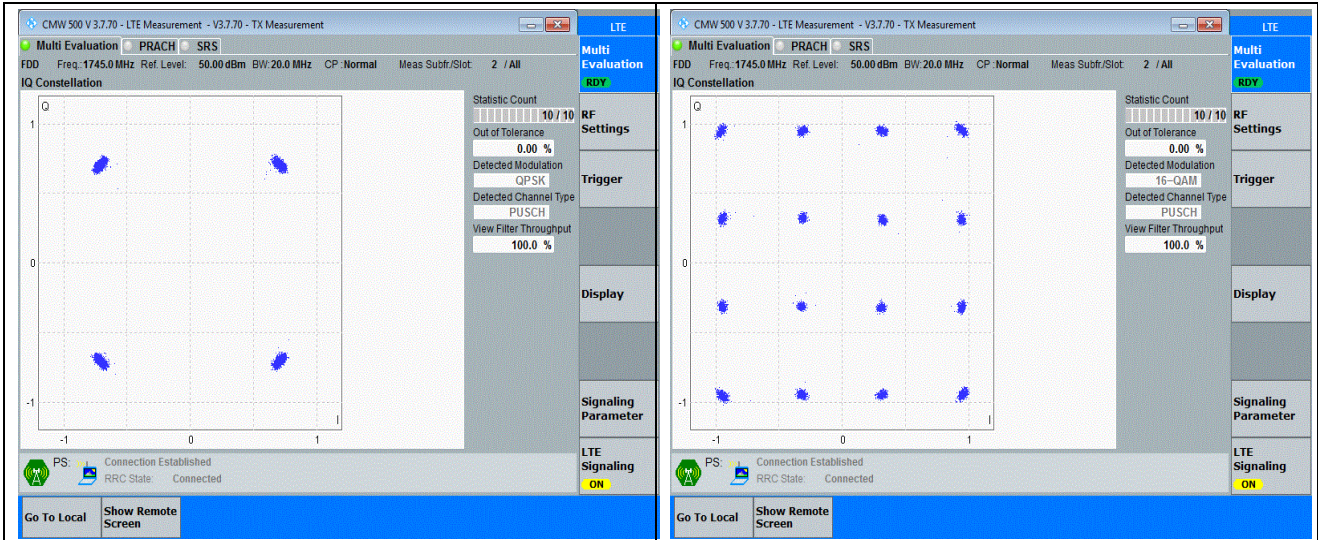 CMW 500 V 3.7.70 - LTE Measurement - V3.7.70 - TX Measurement
LTE
Multi Evaluation PRACH SRS
Multi
Evaluation
RDY
FDD Freq.:1745.0 MHz Ref. Level: 50.00 dBm BW:20.0 MHz CP :Normal Meas Subfr./Slot: 2 / All
IQ Constellation
Q
1
0
-1
I
-1 0 1
Statistic Count
10 / 10
Out of Tolerance
0.00 %
Detected Modulation
QPSK
Detected Channel Type
PUSCH
View Filter Throughput
100.0 %
RF
Settings
Trigger
Display
Signaling
Parameter
LTE
Signaling
ON
PS: Connection Established
RRC State: Connected
Go To Local
Show Remote
Screen
CMW 500 V 3.7.70 - LTE Measurement - V3.7.70 - TX Measurement
LTE
Multi Evaluation PRACH SRS
Multi
Evaluation
RDY
FDD Freq.:1745.0 MHz Ref. Level: 50.00 dBm BW:20.0 MHz CP :Normal Meas Subfr./Slot: 2 / All
IQ Constellation
Q
1
0
-1
I
-1 0 1
Statistic Count
10 / 10
Out of Tolerance
0.00 %
Detected Modulation
16-QAM
Detected Channel Type
PUSCH
View Filter Throughput
100.0 %
RF
Settings
Trigger
Display
Signaling
Parameter
LTE
Signaling
ON
PS: Connection Established
RRC State: Connected
Go To Local
Show Remote
Screen